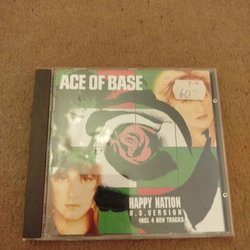 ACE OF BASE
60
HAPPY NATION
U.S. VERSION
INCL. 4 NEW TRACKS